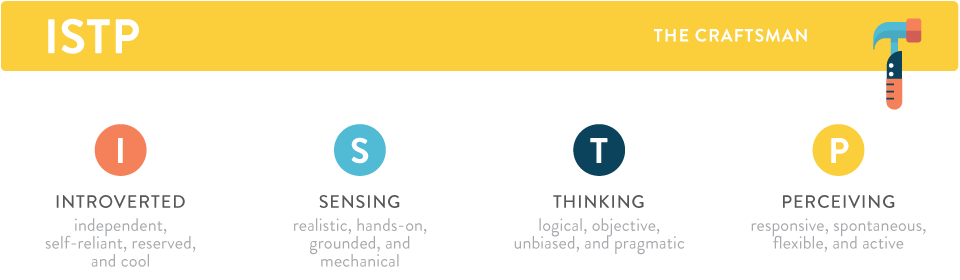 ISTP
THE CRAFTSMAN
I
INTROVERTED
independent,
self-reliant, reserved,
and cool
S
SENSING
realistic, hands-on,
grounded, and
mechanical
T
THINKING
logical, objective,
unbiased, and pragmatic
P
PERCEIVING
responsive, spontaneous,
flexible, and active